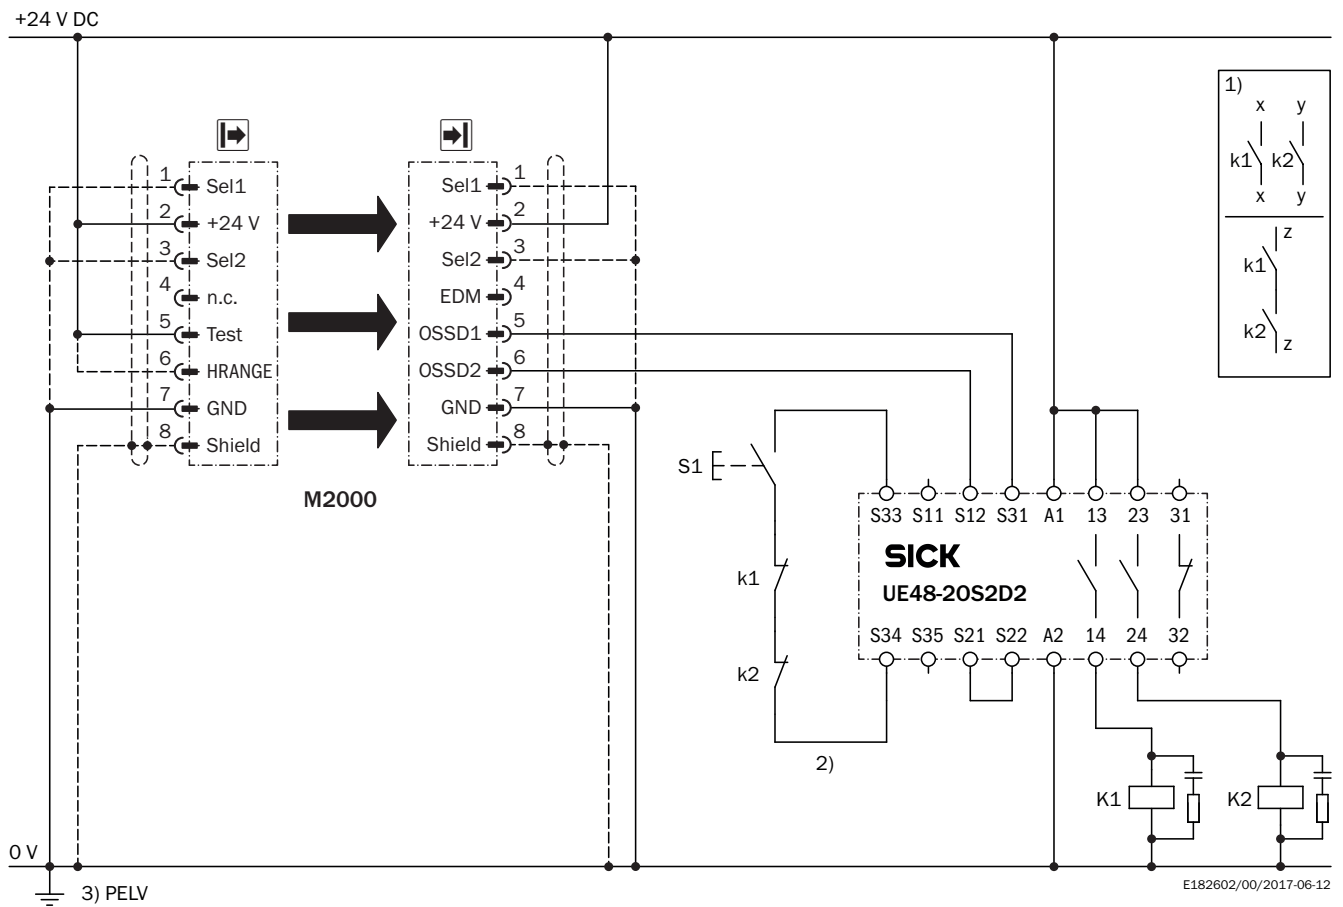 +24 V DC
1)
x y
k1 k2
x y
z
k1
k2
z
1 Sel1
2 +24 V
3 Sel2
4 n.c.
5 Test
6 HRANGE
7 GND
8 Shield
Sel1 1
+24 V 2
Sel2 3
EDM 4
OSSD1 5
OSSD2 6
GND 7
Shield 8
M2000
S1
k1
k2
2)
S33 S11 S12 S31 A1 13 23 31
SICK
UE48-2OS2D2
S34 S35 S21 S22 A2 14 24 32
K1 K2
0 V
3) PELV
E182602/00/2017-06-12